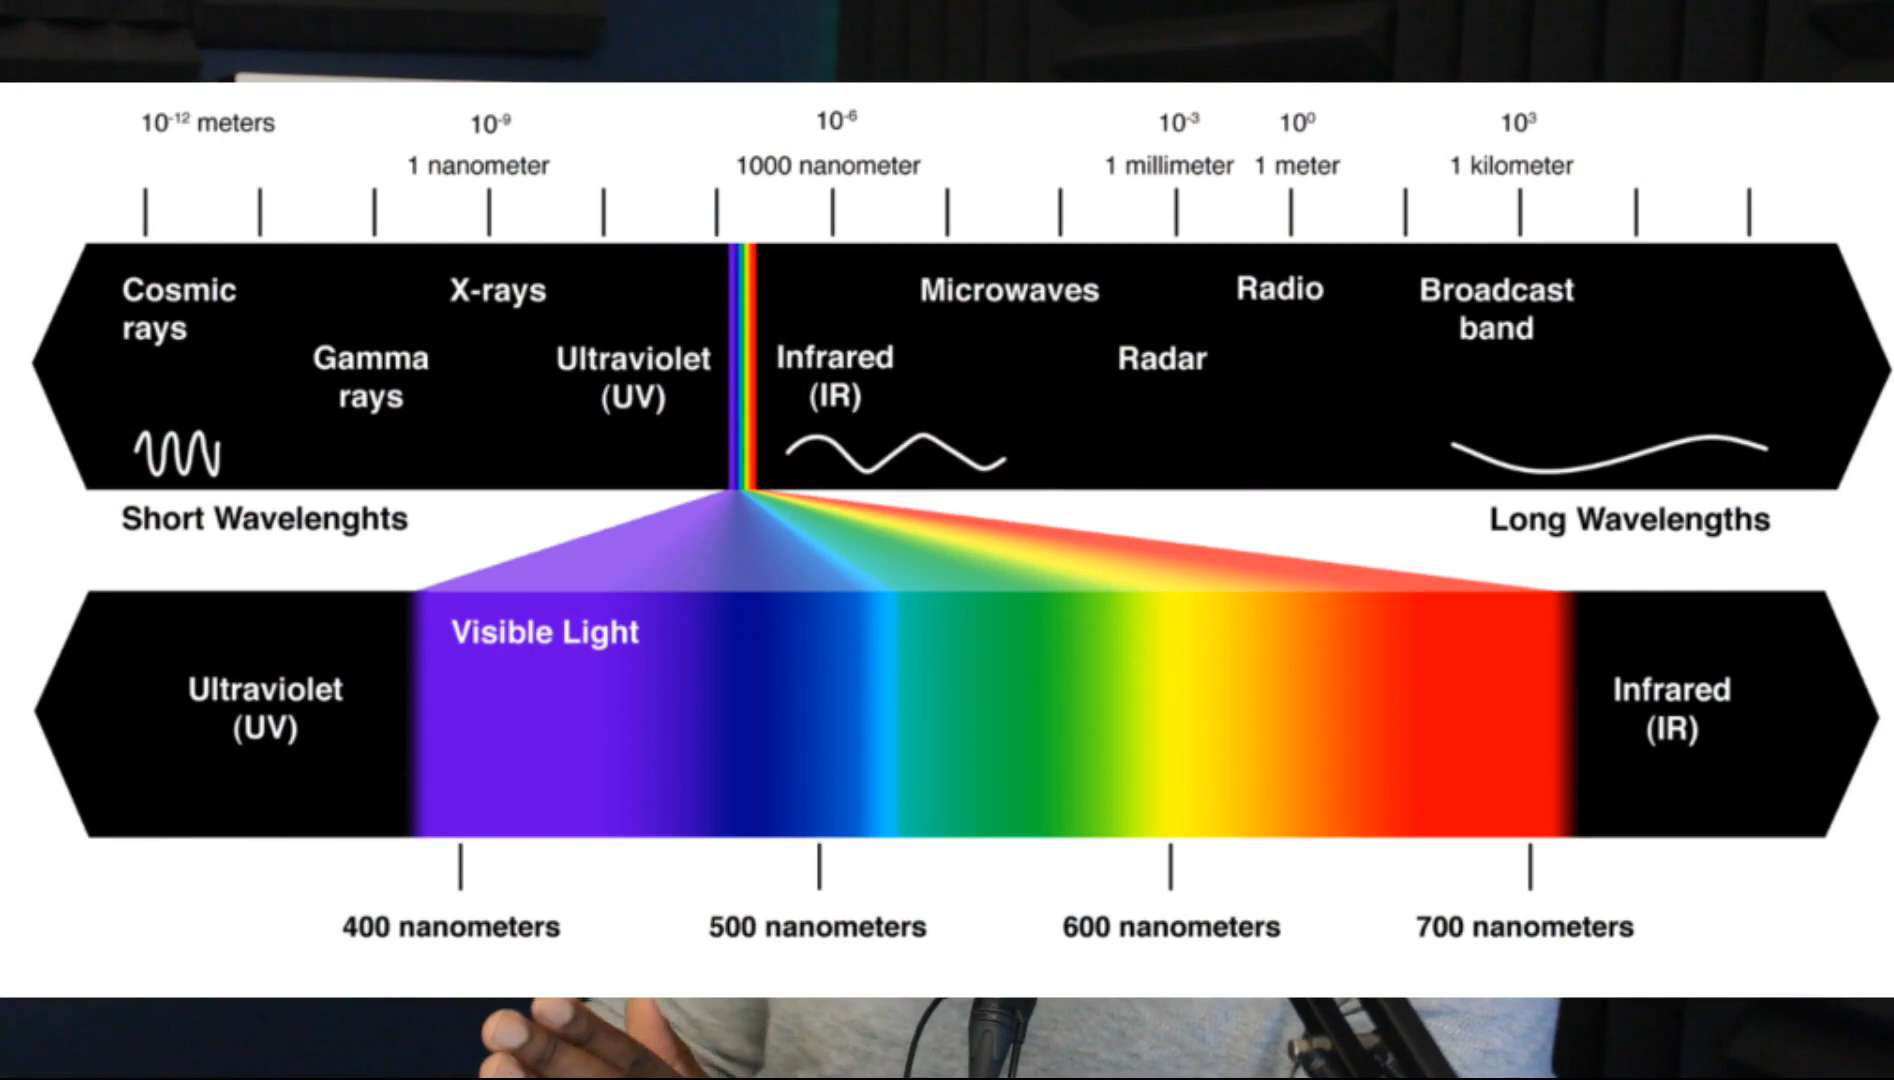 10⁻¹² meters 10⁻⁹ 10⁻⁶ 10⁻³ 10⁰ 10³
1 nanometer 1000 nanometer 1 millimeter 1 meter 1 kilometer
Cosmic
rays
X-rays
Microwaves
Radio
Broadcast
band
Gamma
rays
Ultraviolet
(UV)
Infrared
(IR)
Radar
Short Wavelenghts
Long Wavelengths
Visible Light
Ultraviolet
(UV)
Infrared
(IR)
400 nanometers 500 nanometers 600 nanometers 700 nanometers